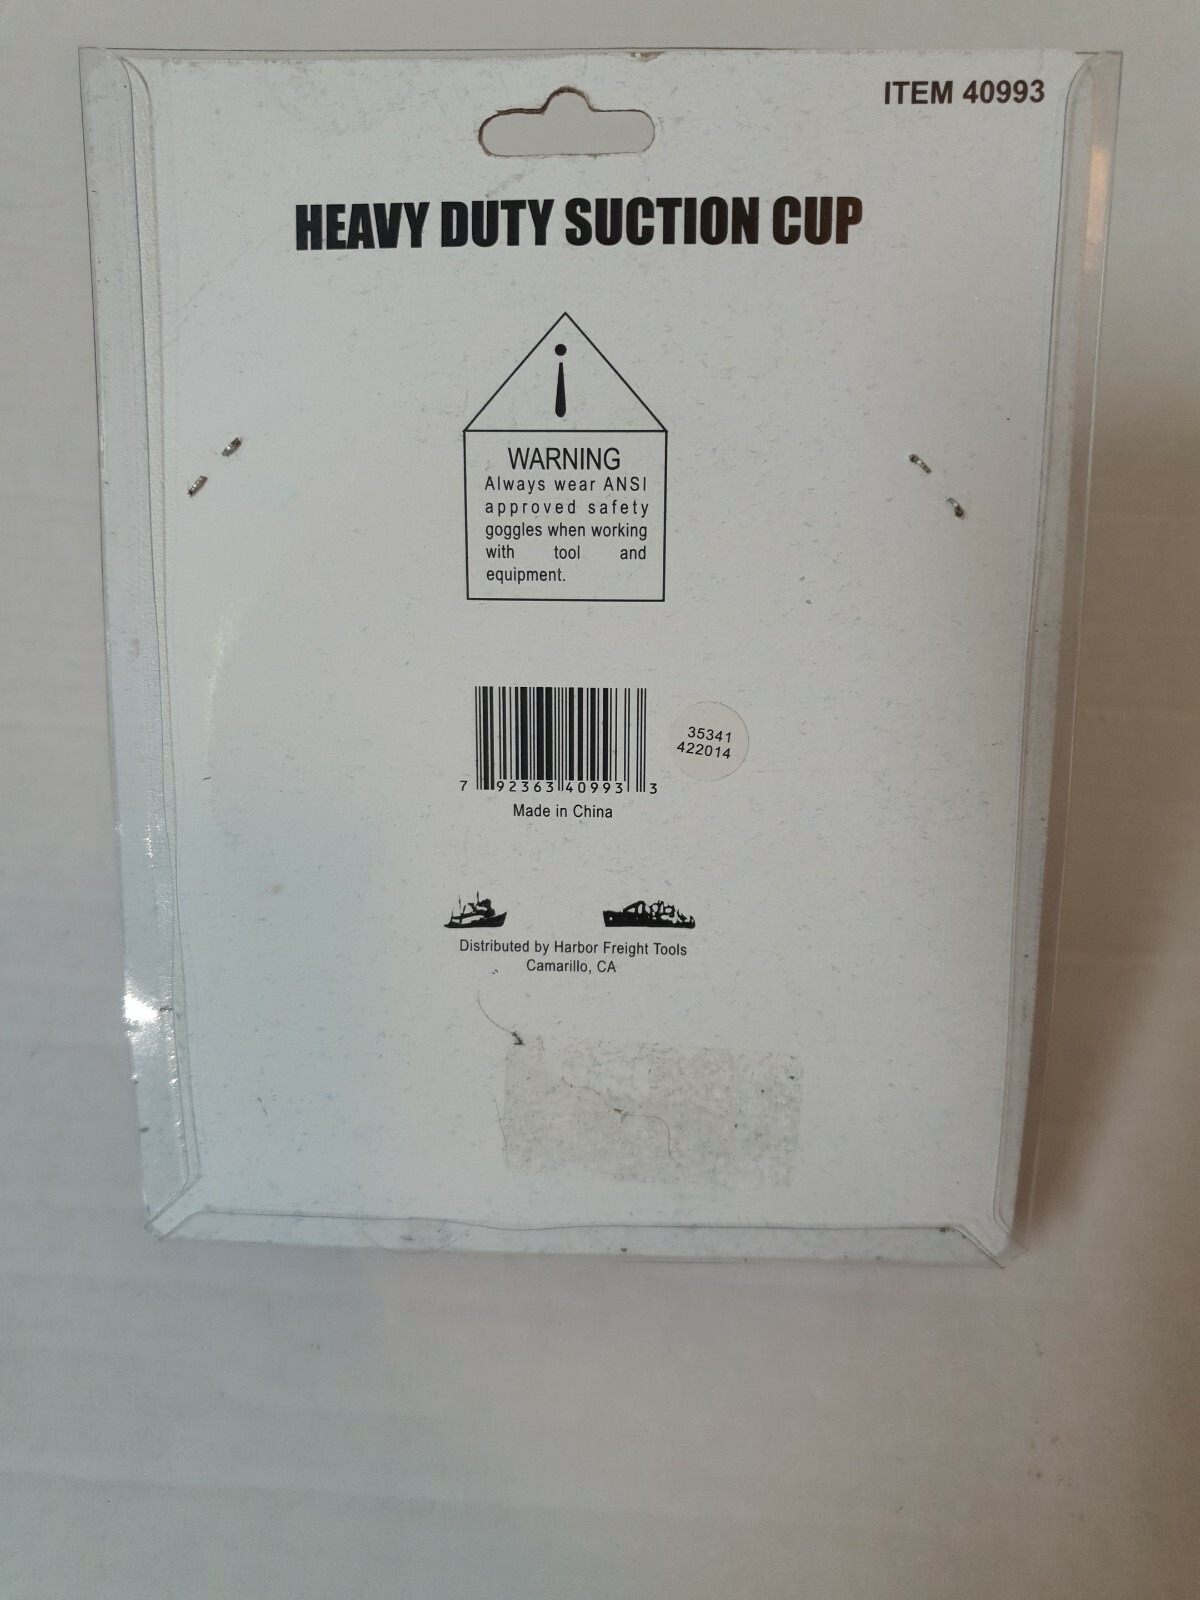 ITEM 40993
HEAVY DUTY SUCTION CUP
WARNING
Always wear ANSI
approved safety
goggles when working
with tool and
equipment.
35341
422014
7 92363 40993 3
Made in China
Distributed by Harbor Freight Tools
Camarillo, CA